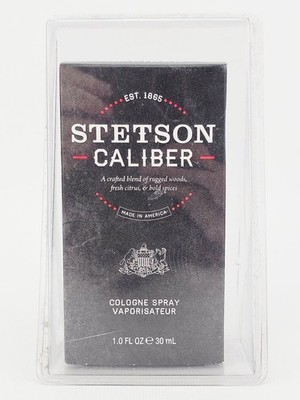 EST. 1865
STETSON
CALIBER
A crafted blend of rugged woods,
fresh citrus, & bold spices
MADE IN AMERICA
COLOGNE SPRAY
VAPORISATEUR
1.0 FL OZ ℮ 30 mL